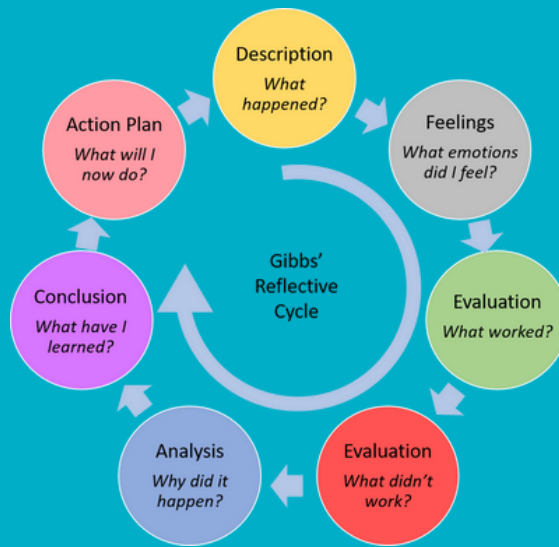 Description
What
happened?
Feelings
What emotions
did I feel?
Evaluation
What worked?
Evaluation
What didn't
work?
Analysis
Why did it
happen?
Conclusion
What have I
learned?
Action Plan
What will I
now do?
Gibbs'
Reflective
Cycle